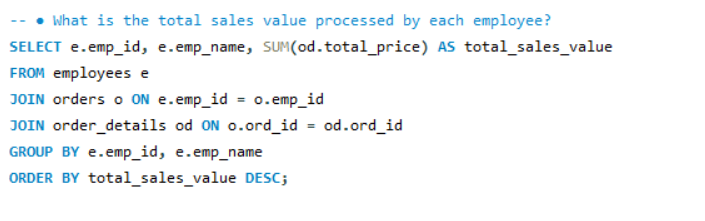 -- • What is the total sales value processed by each employee?
SELECT e.emp_id, e.emp_name, SUM(od.total_price) AS total_sales_value
FROM employees e
JOIN orders o ON e.emp_id = o.emp_id
JOIN order_details od ON o.ord_id = od.ord_id
GROUP BY e.emp_id, e.emp_name
ORDER BY total_sales_value DESC;